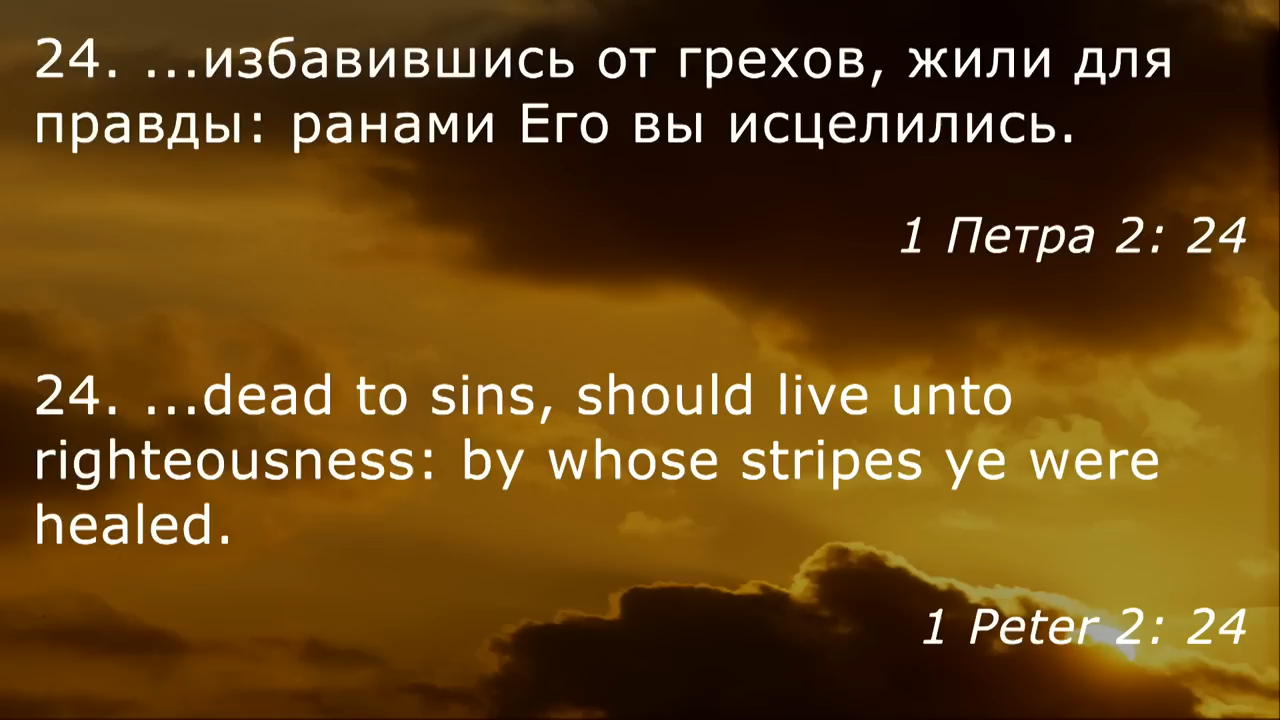 24. ...избавившись от грехов, жили для
правды: ранами Его вы исцелились.
1 Петра 2: 24
24. ...dead to sins, should live unto
righteousness: by whose stripes ye were
healed.
1 Peter 2: 24